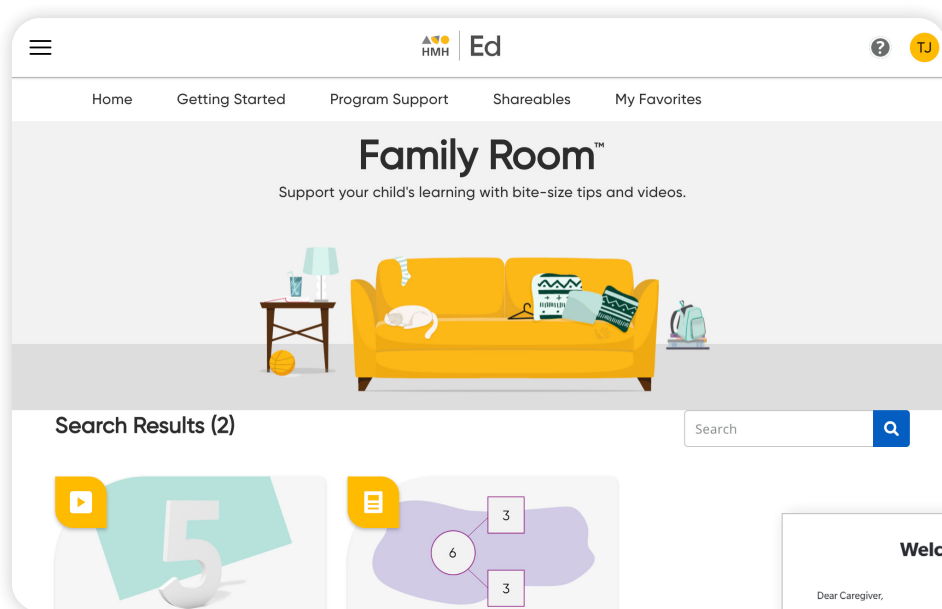 HMH Ed
? TJ
Home Getting Started Program Support Shareables My Favorites
Family Room™
Support your child's learning with bite-size tips and videos.
Search Results (2)
Search
5
3
6
3
Dear Caregiver,